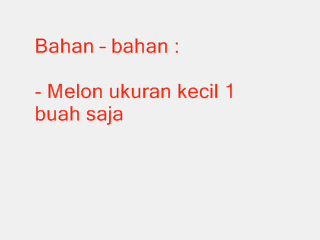 Bahan – bahan :
- Melon ukuran kecil 1
buah saja